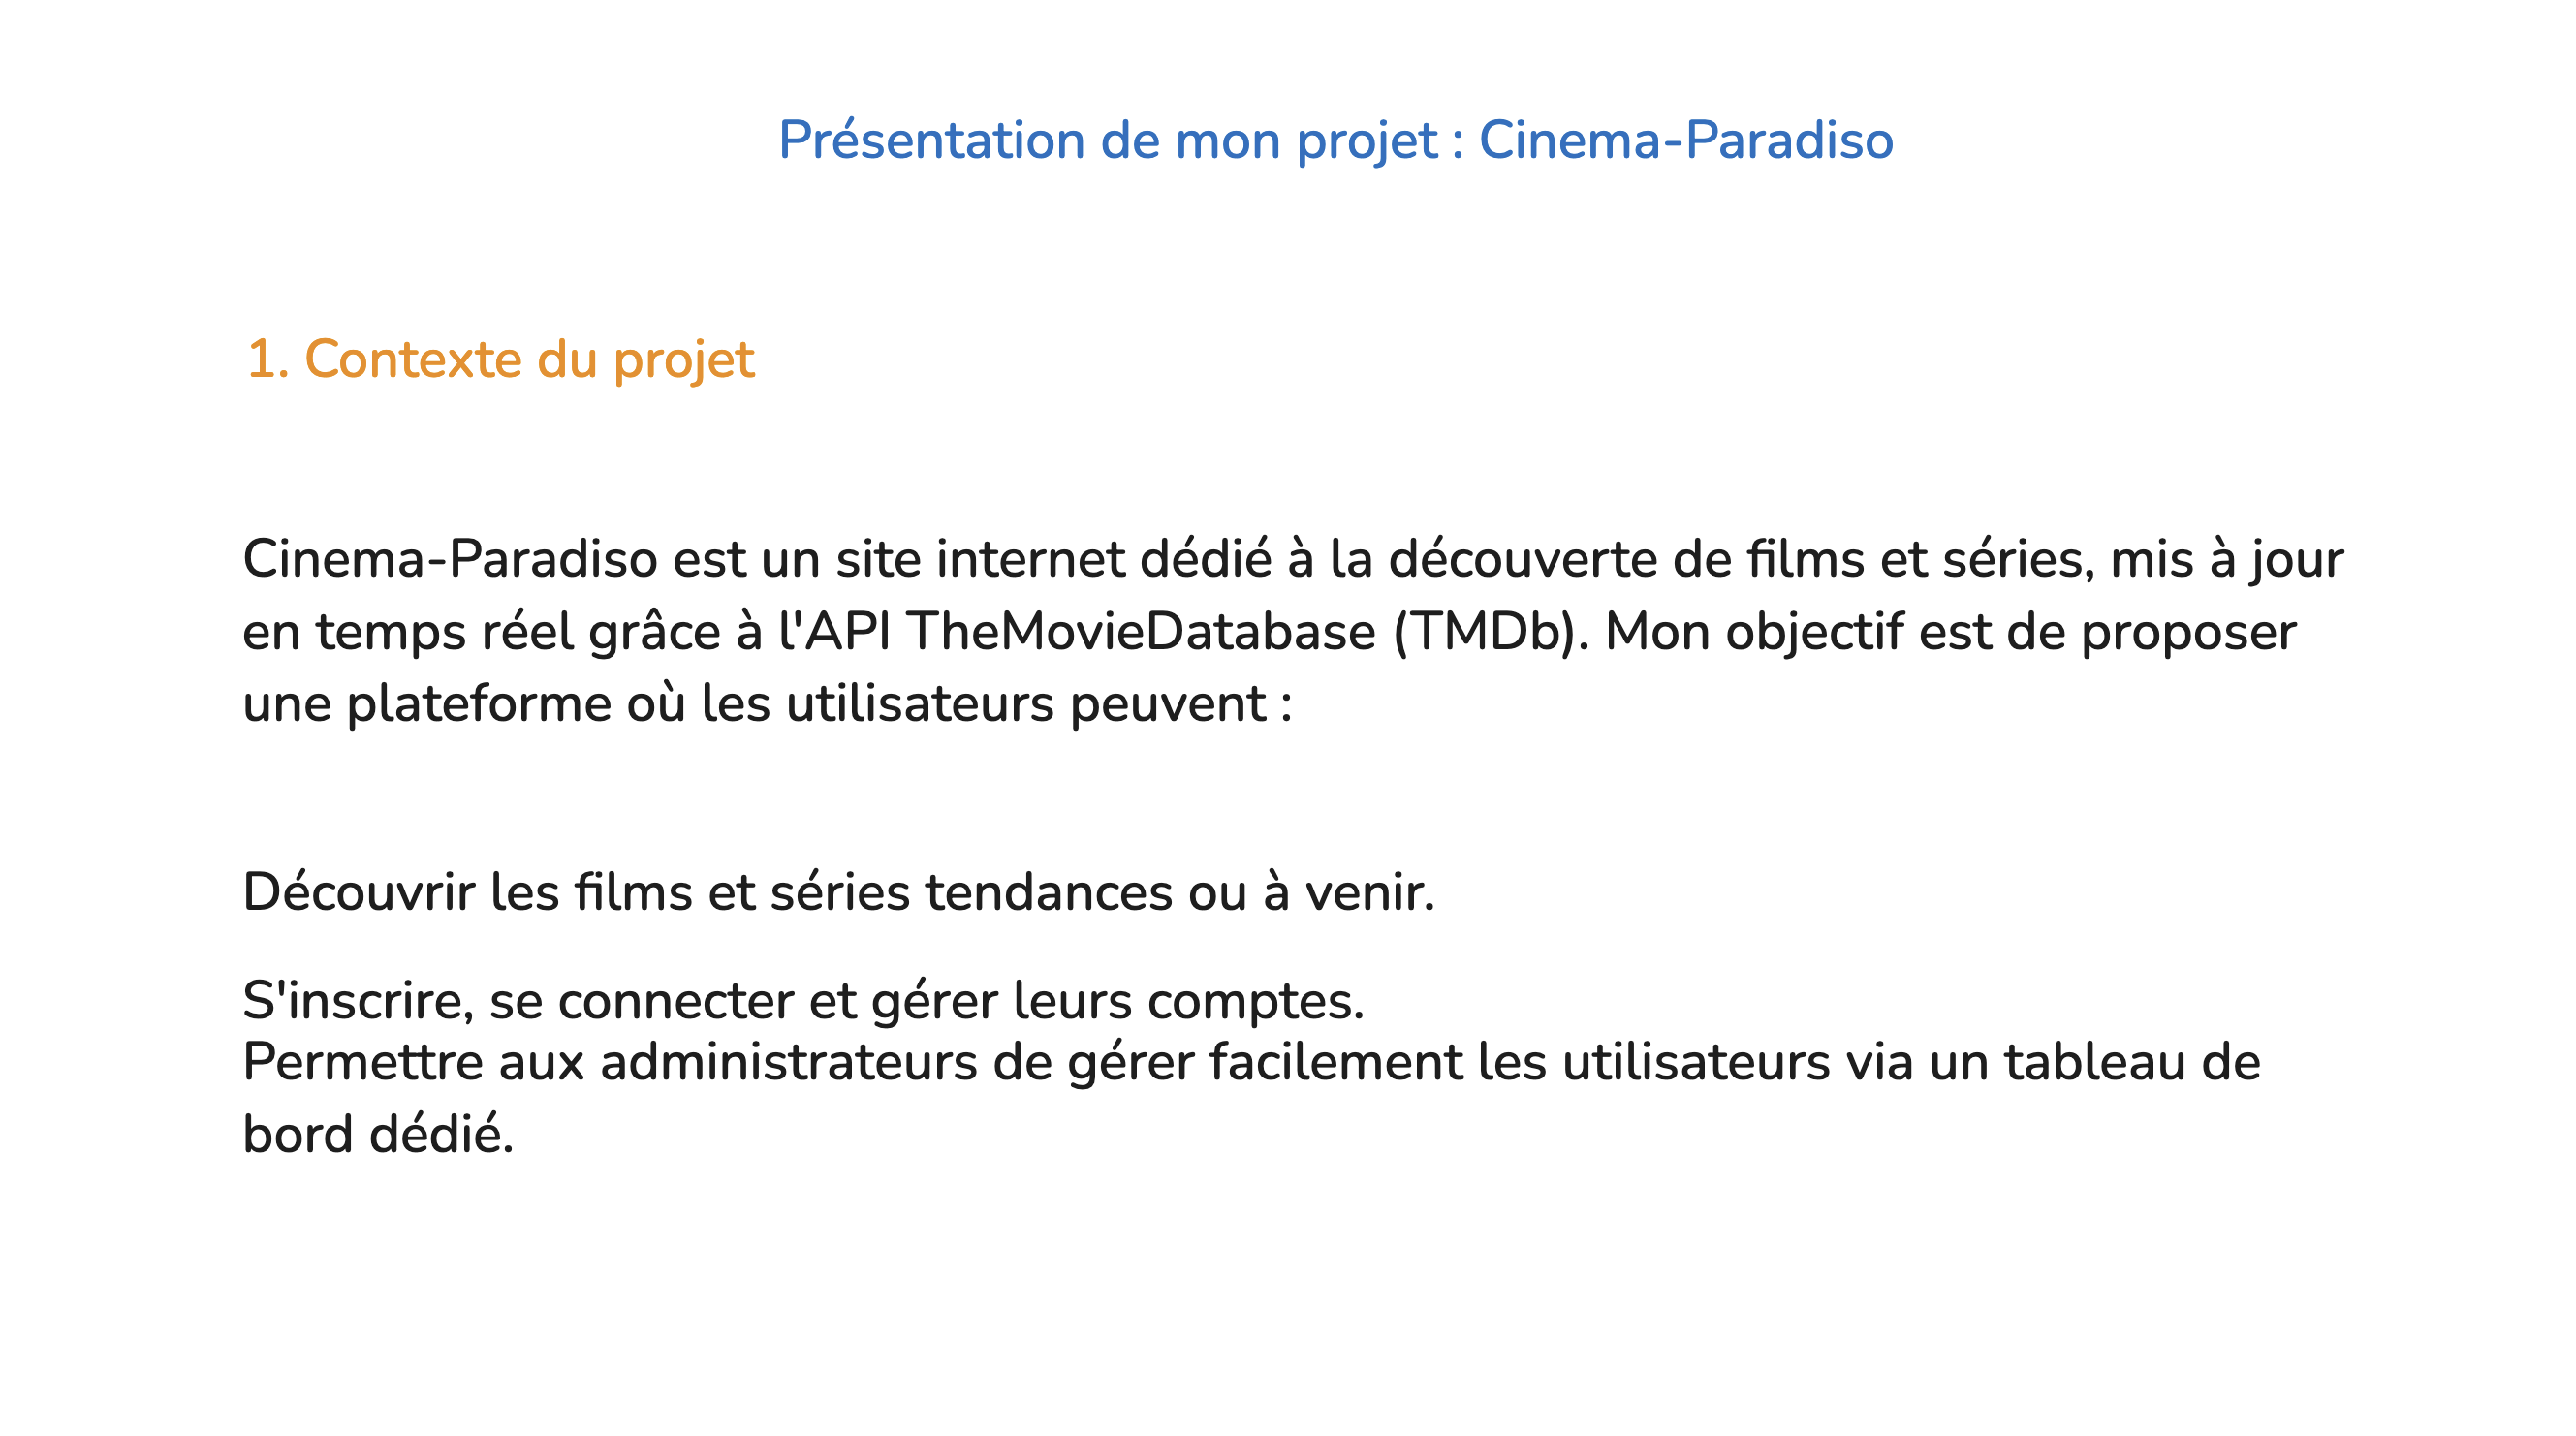 Présentation de mon projet : Cinema-Paradiso
1. Contexte du projet
Cinema-Paradiso est un site internet dédié à la découverte de films et séries, mis à jour
en temps réel grâce à l'API TheMovieDatabase (TMDb). Mon objectif est de proposer
une plateforme où les utilisateurs peuvent :
Découvrir les films et séries tendances ou à venir.
S'inscrire, se connecter et gérer leurs comptes.
Permettre aux administrateurs de gérer facilement les utilisateurs via un tableau de
bord dédié.